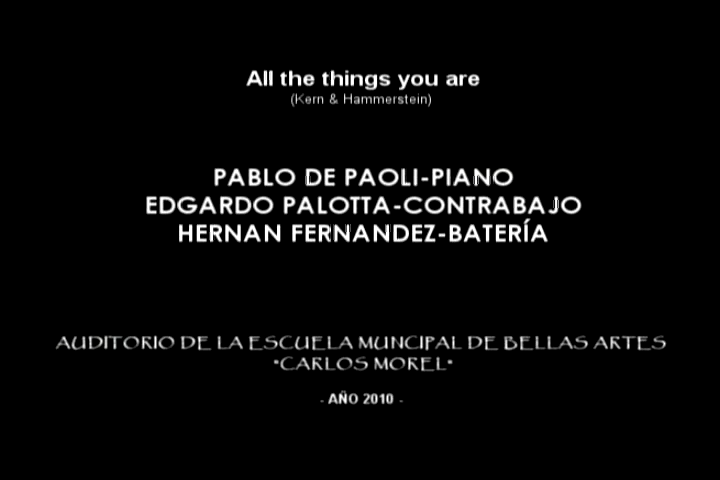 All the things you are
(Kern & Hammerstein)
PABLO DE PAOLI-PIANO
EDGARDO PALOTTA-CONTRABAJO
HERNAN FERNANDEZ-BATERÍA
AUDITORIO DE LA ESCUELA MUNCIPAL DE BELLAS ARTES
"CARLOS MOREL"
- AÑO 2010 -